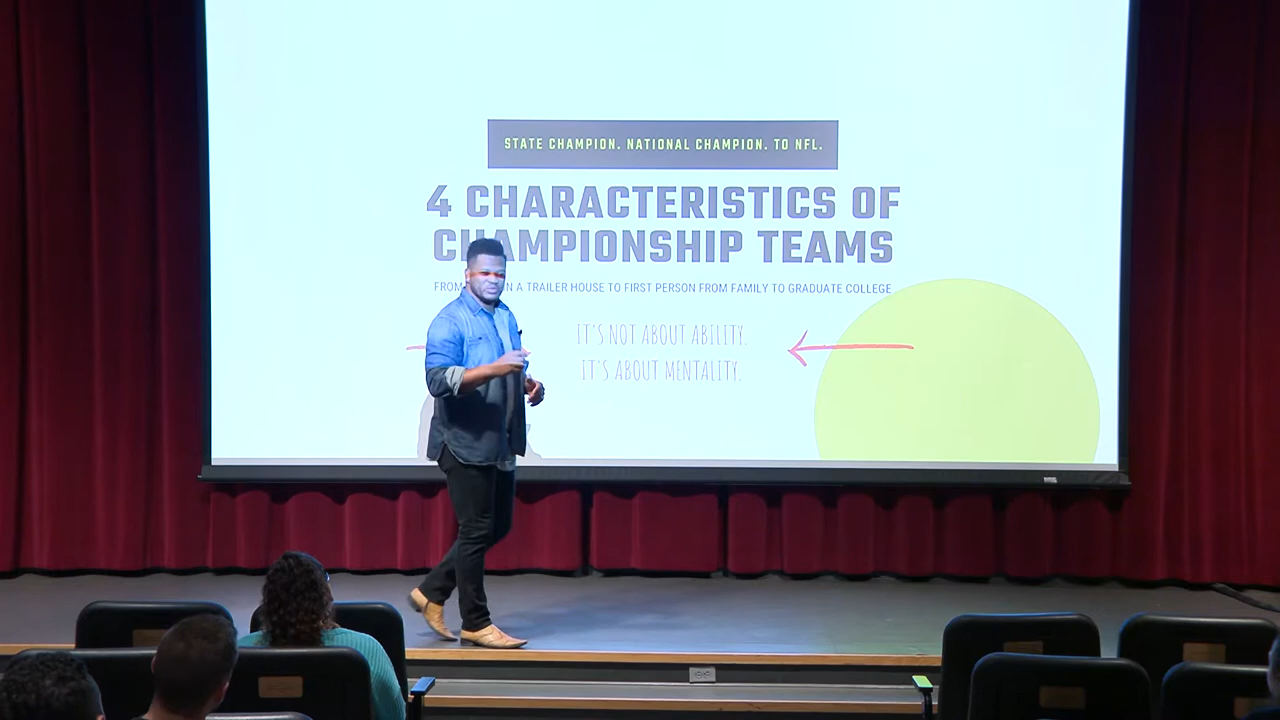 STATE CHAMPION. NATIONAL CHAMPION. TO NFL.
4 CHARACTERISTICS OF
CHAMPIONSHIP TEAMS
FROM A TRAILER HOUSE TO FIRST PERSON FROM FAMILY TO GRADUATE COLLEGE
IT'S NOT ABOUT ABILITY.
IT'S ABOUT MENTALITY.